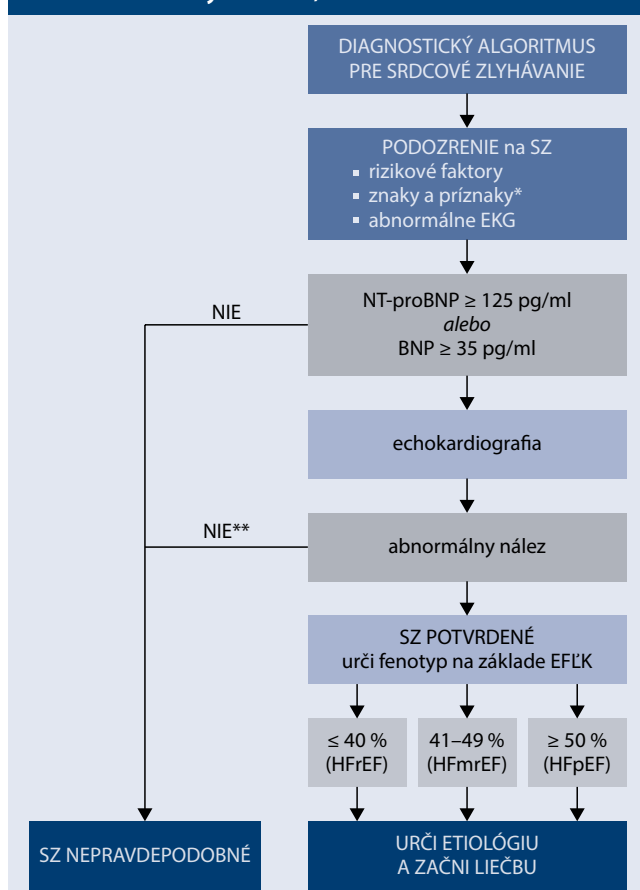 DIAGNOSTICKÝ ALGORITMUS
PRE SRDCOVÉ ZLYHÁVANIE
PODOZRENIE na SZ
▪ rizikové faktory
▪ znaky a príznaky*
▪ abnormálne EKG
NIE
NT-proBNP ≥ 125 pg/ml
alebo
BNP ≥ 35 pg/ml
echokardiografia
NIE**
abnormálny nález
SZ POTVRDENÉ
urči fenotyp na základe EFĽK
≤ 40 %
(HFrEF)
41–49 %
(HFmrEF)
≥ 50 %
(HFpEF)
SZ NEPRAVDEPODOBNÉ
URČI ETIOLÓGIU
A ZAČNI LIEČBU